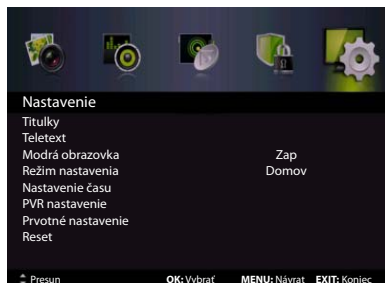 Nastavenie
Titulky
Teletext
Modrá obrazovka Zap
Režim nastavenia Domov
Nastavenie času
PVR nastavenie
Prvotné nastavenie
Reset
Presun OK: Vybrať MENU: Návrat EXIT: Koniec